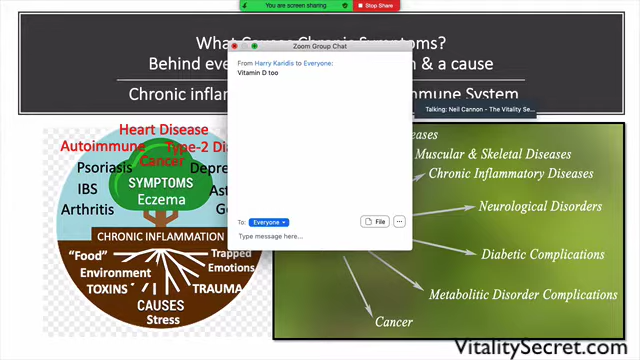 You are screen sharing
Stop Share
What Causes Chronic Symptoms?
Behind eve
n & a cause
Chronic inflam
mune System
Zoom Group Chat
From Harry Karidis to Everyone:
Vitamin D too
Talking: Neil Cannon - The Vitality Se...
To: Everyone
File
Type message here...
Heart Disease
Autoimmune
Type-2 Dia
Cancer
Psoriasis
Depre
SYMPTOMS
IBS
Eczema
Ast
Arthritis
CHRONIC INFLAMMATION
"Food"
Trapped
Emotions
Environment
TOXINS
TRAUMA
CAUSES
Stress
eases
Muscular & Skeletal Diseases
Chronic Inflammatory Diseases
Neurological Disorders
Diabetic Complications
Metabolitic Disorder Complications
Cancer
VitalitySecret.com